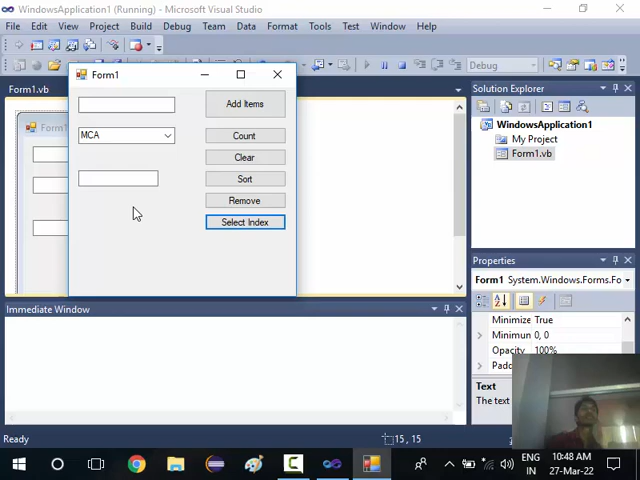 WindowsApplication1 (Running) - Microsoft Visual Studio
File Edit View Project Build Debug Team Data Format Tools Test Window Help
Debug
Form1.vb
Form1
Form1
Add Items
MCA
Count
Clear
Sort
Remove
Select Index
Solution Explorer
WindowsApplication1
My Project
Form1.vb
Properties
Form1 System.Windows.Forms.Fo
Minimize True
Minimun 0, 0
Opacity 100%
Padd
Text
The text
Immediate Window
Ready
15 , 15
ENG
IN
10:48 AM
27-Mar-22